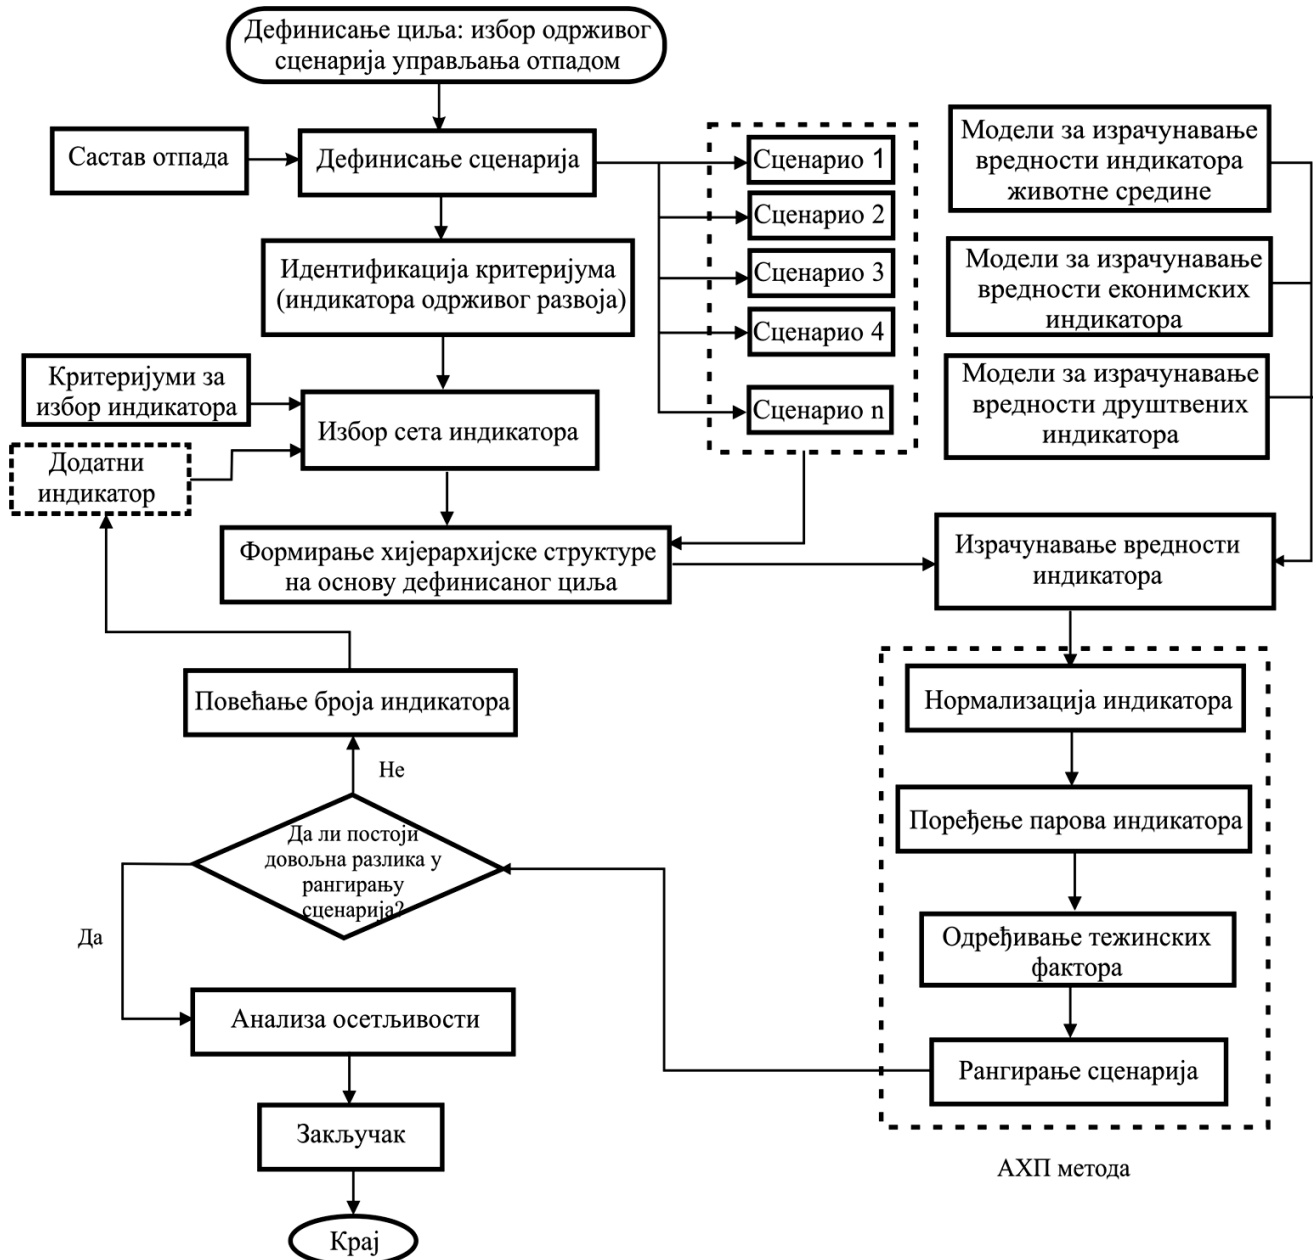 Дефинисање циља: избор одрживог
сценарија управљања отпадом
Састав отпада
Дефинисање сценарија
Сценарио 1
Сценарио 2
Сценарио 3
Сценарио 4
Сценарио n
Модели за израчунавање
вредности индикатора
животне средине
Модели за израчунавање
вредности еконимских
индикатора
Модели за израчунавање
вредности друштвених
индикатора
Идентификација критеријума
(индикатора одрживог развоја)
Критеријуми за
избор индикатора
Избор сета индикатора
Додатни
индикатор
Формирање хијерархијске структуре
на основу дефинисаног циља
Израчунавање вредности
индикатора
Повећање броја индикатора
Нормализација индикатора
Не
Поређење парова индикатора
Да ли постоји
довољна разлика у
рангирању
сценарија?
Да
Одређивање тежинских
фактора
Анализа осетљивости
Рангирање сценарија
Закључак
АХП метода
Крај